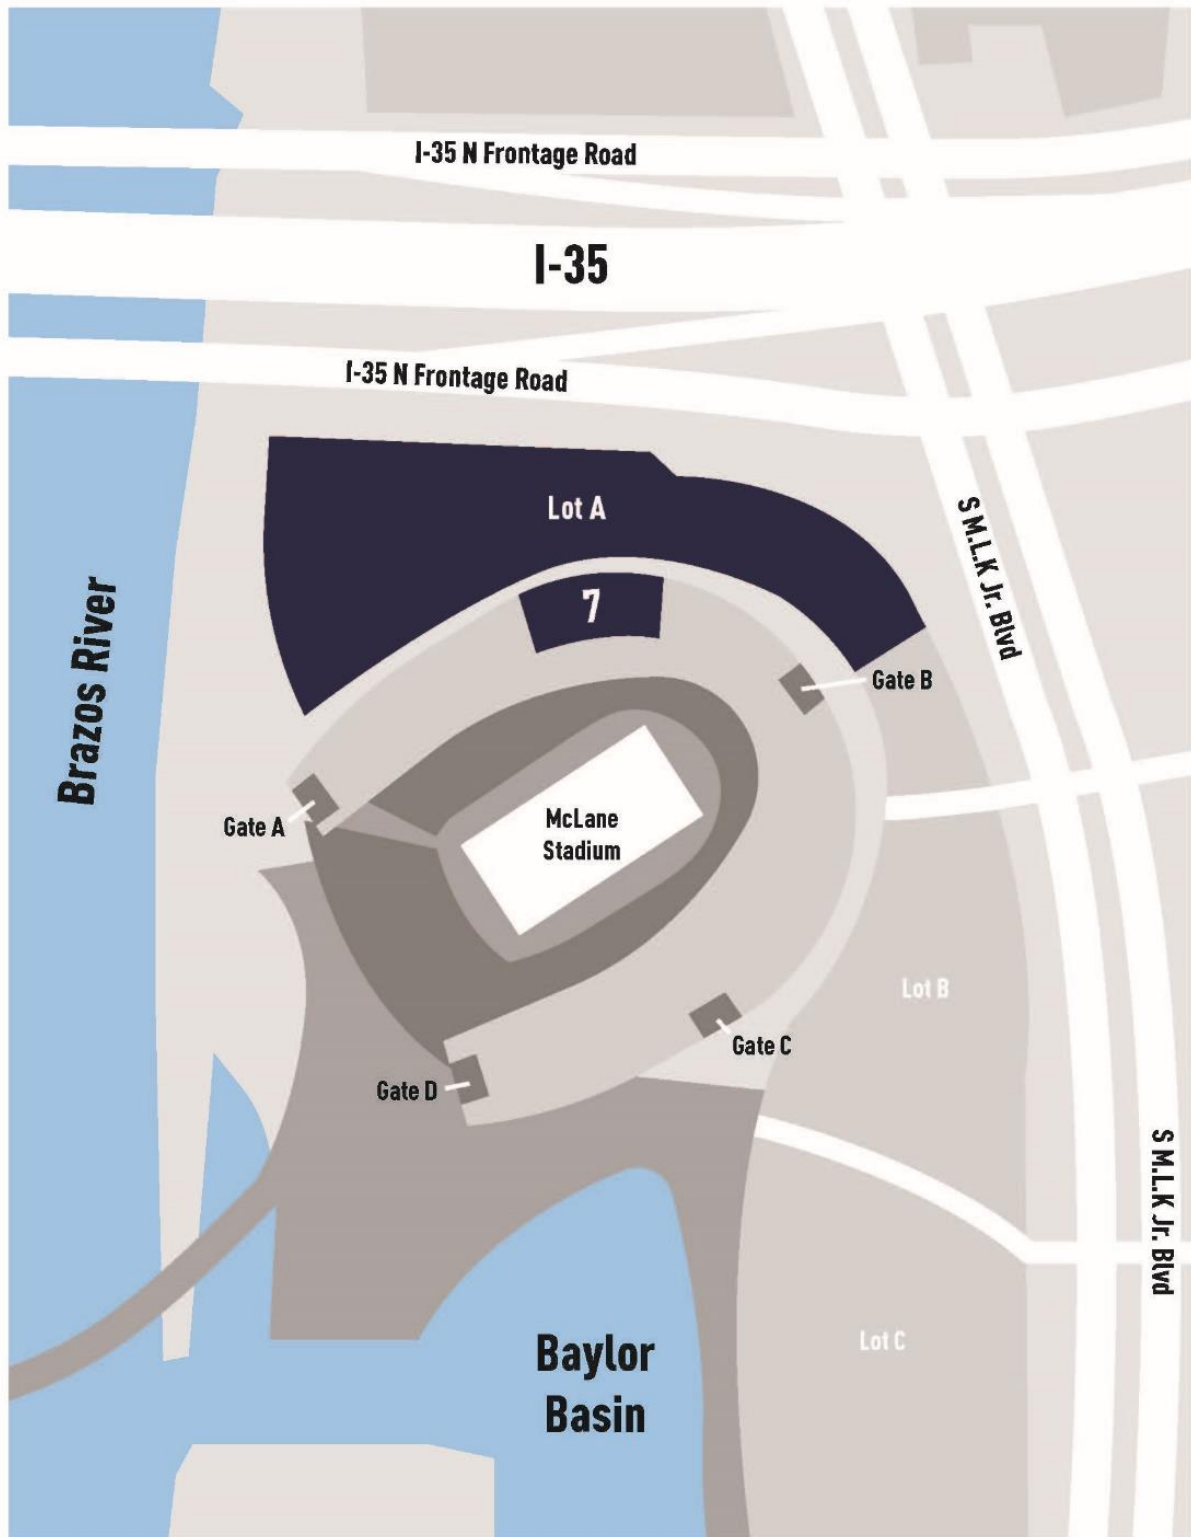 I-35 N Frontage Road
I-35
I-35 N Frontage Road
Lot A
S M.L.K Jr. Blvd
7
Brazos River
Gate B
Gate A
McLane
Stadium
Lot B
Gate C
Gate D
S M.L.K Jr. Blvd
Lot C
Baylor
Basin